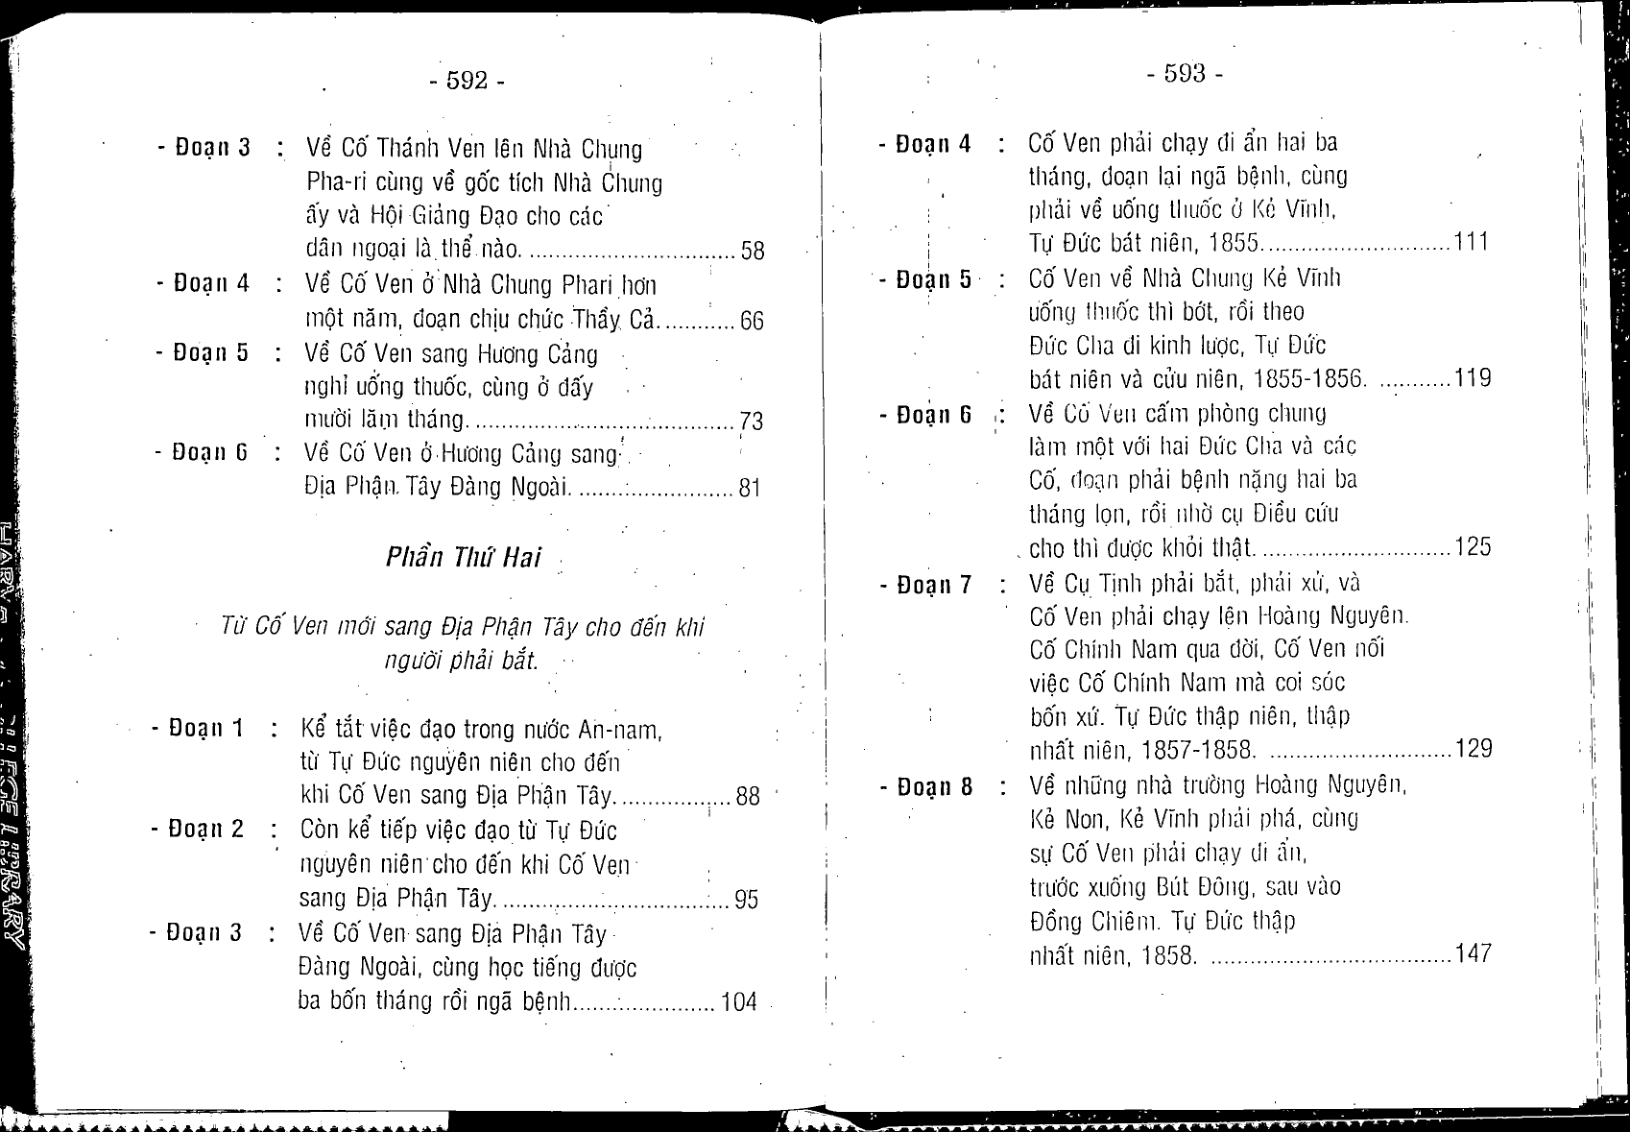 - 592 -
- Đoạn 3 : Về Cố Thánh Ven lên Nhà Chung
Pha-ri cùng về gốc tích Nhà Chung
ấy và Hội Giảng Đạo cho các
dân ngoại là thể nào. ................................ 58
- Đoạn 4 : Về Cố Ven ở Nhà Chung Phari hơn
một năm, đoạn chịu chức Thầy Cả. ........... 66
- Đoạn 5 : Về Cố Ven sang Hương Cảng
nghỉ uống thuốc, cùng ở đấy
mười lăm tháng. ........................................ 73
- Đoạn 6 : Về Cố Ven ở Hương Cảng sang
Địa Phận Tây Đàng Ngoài. ........................ 81
Phần Thứ Hai
Từ Cố Ven mới sang Địa Phận Tây cho đến khi
người phải bắt.
- Đoạn 1 : Kể tắt việc đạo trong nước An-nam,
từ Tự Đức nguyên niên cho đến
khi Cố Ven sang Địa Phận Tây. ................. 88
- Đoạn 2 : Còn kể tiếp việc đạo từ Tự Đức
nguyên niên cho đến khi Cố Ven
sang Địa Phận Tây. ................................... 95
- Đoạn 3 : Về Cố Ven sang Địa Phận Tây
Đàng Ngoài, cùng học tiếng được
ba bốn tháng rồi ngã bệnh...................... 104
- 593 -
- Đoạn 4 : Cố Ven phải chạy đi ẩn hai ba
tháng, đoạn lại ngã bệnh, cùng
phải về uống thuốc ở Kẻ Vĩnh,
Tự Đức bát niên, 1855. ............................ 111
- Đoạn 5 : Cố Ven về Nhà Chung Kẻ Vĩnh
uống thuốc thì bớt, rồi theo
Đức Cha đi kinh lược, Tự Đức
bát niên và cửu niên, 1855-1856. ........... 119
- Đoạn 6 : Về Cố Ven cấm phòng chung
làm một với hai Đức Cha và các
Cố, đoạn phải bệnh nặng hai ba
tháng lọn, rồi nhờ cụ Điều cứu
cho thì được khỏi thật. ............................. 125
- Đoạn 7 : Về Cụ Tịnh phải bắt, phải xử, và
Cố Ven phải chạy lên Hoàng Nguyên.
Cố Chính Nam qua đời, Cố Ven nối
việc Cố Chính Nam mà coi sóc
bốn xứ. Tự Đức thập niên, thập
nhất niên, 1857-1858. ............................ 129
- Đoạn 8 : Về những nhà trường Hoàng Nguyên,
Kẻ Non, Kẻ Vĩnh phải phá, cùng
sự Cố Ven phải chạy đi ẩn,
trước xuống Bút Đông, sau vào
Đồng Chiêm. Tự Đức thập
nhất niên, 1858. ..................................... 147